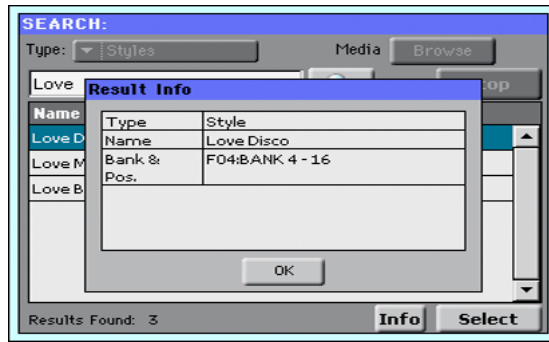 SEARCH:
Type: Styles Media Browse
Love
Result Info
Name
Type Style
Love D
Name Love Disco
Love M
Bank & F04:BANK 4 - 16
Pos.
Love B
OK
Results Found: 3 Info Select